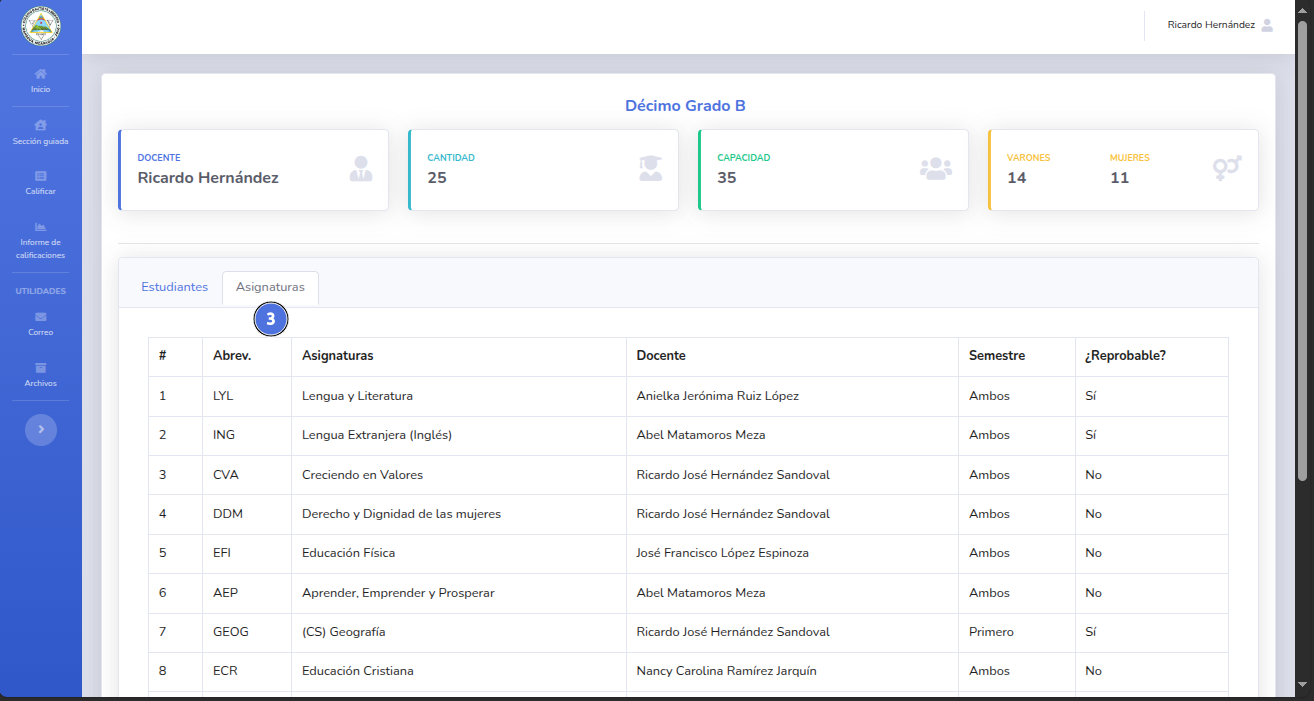 Ricardo Hernández
Inicio
Sección guiada
Calificar
Informe de
calificaciones
UTILIDADES
Correo
Archivos
Décimo Grado B
DOCENTE
Ricardo Hernández
CANTIDAD
25
CAPACIDAD
35
VARONES MUJERES
14 11
Estudiantes Asignaturas
3
# Abrev. Asignaturas Docente Semestre ¿Reprobable?
1 LYL Lengua y Literatura Anielka Jerónima Ruiz López Ambos Sí
2 ING Lengua Extranjera (Inglés) Abel Matamoros Meza Ambos Sí
3 CVA Creciendo en Valores Ricardo José Hernández Sandoval Ambos No
4 DDM Derecho y Dignidad de las mujeres Ricardo José Hernández Sandoval Ambos No
5 EFI Educación Física José Francisco López Espinoza Ambos No
6 AEP Aprender, Emprender y Prosperar Abel Matamoros Meza Ambos No
7 GEOG (CS) Geografía Ricardo José Hernández Sandoval Primero Sí
8 ECR Educación Cristiana Nancy Carolina Ramírez Jarquín Ambos No